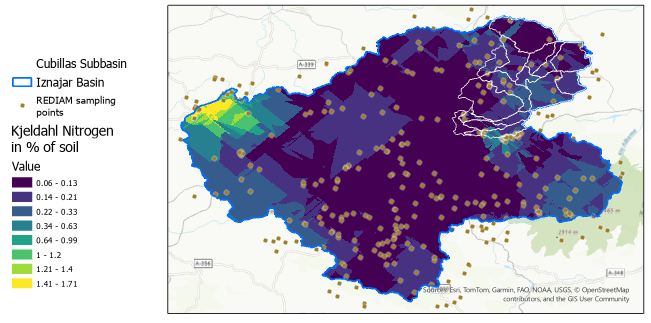 Cubillas Subbasin
Iznajar Basin
REDIAM sampling
points
Kjeldahl Nitrogen
in % of soil
Value
0.06 - 0.13
0.14 - 0.21
0.22 - 0.33
0.34 - 0.63
0.64 - 0.99
1 - 1.2
1.21 - 1.4
1.41 - 1.71
A-339
A-356
A-348
2914 m
Sources: Esri, TomTom, Garmin, FAO, NOAA, USGS, © OpenStreetMap
contributors, and the GIS User Community